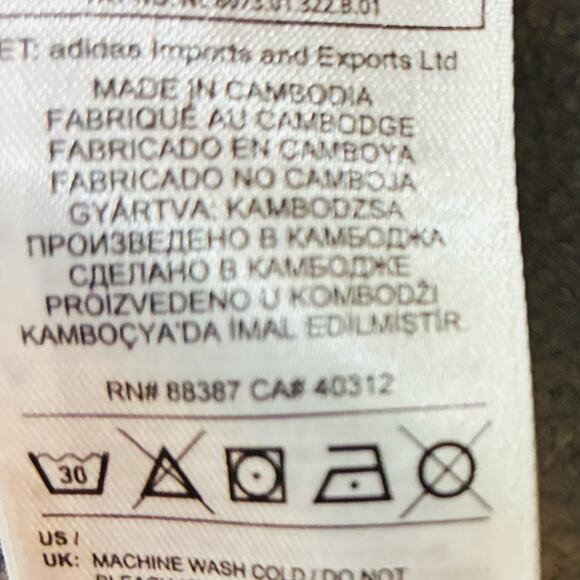 ET: adidas Imports and Exports Ltd
MADE IN CAMBODIA
FABRIQUÉ AU CAMBODGE
FABRICADO EN CAMBOYA
FABRICADO NO CAMBOJA
GYÁRTVA: KAMBODZSA
ПРОИЗВЕДЕНО В КАМБОДЖА
СДЕЛАНО В КАМБОДЖЕ
PROIZVEDENO U KOMBODŽI
KAMBOÇYA'DA İMAL EDİLMİŞTİR.
RN# 88387 CA# 40312
30
US /
UK: MACHINE WASH COLD / DO NOT